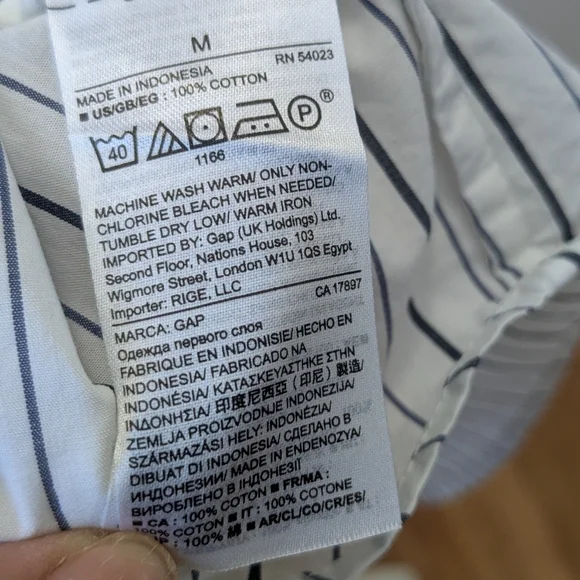 M
RN 54023
MADE IN INDONESIA
■ US/GB/EG : 100% COTTON
40 P ®
1166
MACHINE WASH WARM/ ONLY NON-
CHLORINE BLEACH WHEN NEEDED/
TUMBLE DRY LOW/ WARM IRON
IMPORTED BY: Gap (UK Holdings) Ltd.
Second Floor, Nations House, 103
Wigmore Street, London W1U 1QS Egypt
Importer: RIGE, LLC
CA 17897
MARCA: GAP
Одежда первого слоя
FABRIQUE EN INDONISIE/ HECHO EN
INDONESIA/ FABRICADO NA
INDONÉSIA/ ΚΑΤΑΣΚΕΥΑΣΤΗΚΕ ΣΤΗΝ
ΙΝΔΟΝΗΣΙΑ/ 印度尼西亞 (印尼) 製造/
ZEMLJA PROIZVODNJE INDONEZIJA/
SZÁRMAZÁSI HELY: INDONÉZIA/
DIBUAT DI INDONESIA/ СДЕЛАНО В
ИНДОНЕЗИИ/ MADE IN ENDONEZYA/
ВИРОБЛЕНО В ІНДОНЕЗІЇ
■ CA : 100% COTTON ■ FR/MA :
100% COTON ■ IT : 100% COTONE
: 100% 綿 ■ AR/CL/CO/CR/ES/